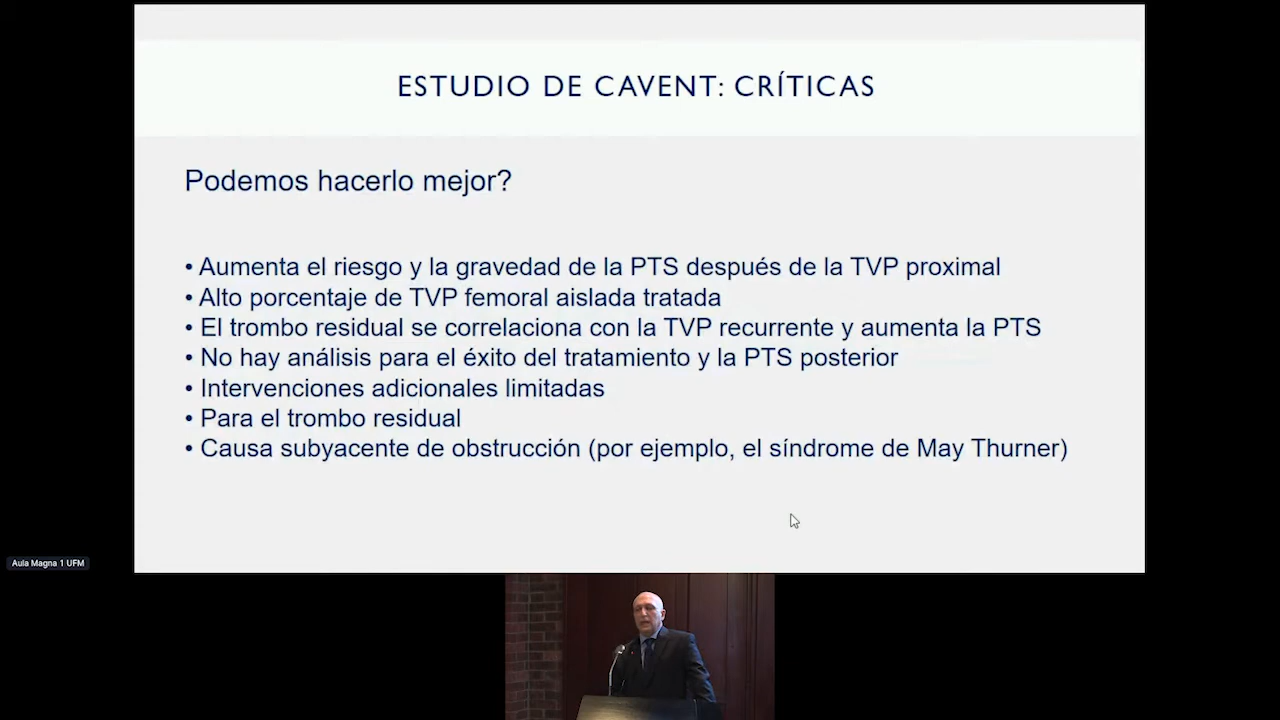 ESTUDIO DE CAVENT: CRÍTICAS
Podemos hacerlo mejor?
• Aumenta el riesgo y la gravedad de la PTS después de la TVP proximal
• Alto porcentaje de TVP femoral aislada tratada
• El trombo residual se correlaciona con la TVP recurrente y aumenta la PTS
• No hay análisis para el éxito del tratamiento y la PTS posterior
• Intervenciones adicionales limitadas
• Para el trombo residual
• Causa subyacente de obstrucción (por ejemplo, el síndrome de May Thurner)
Aula Magna 1 UFM